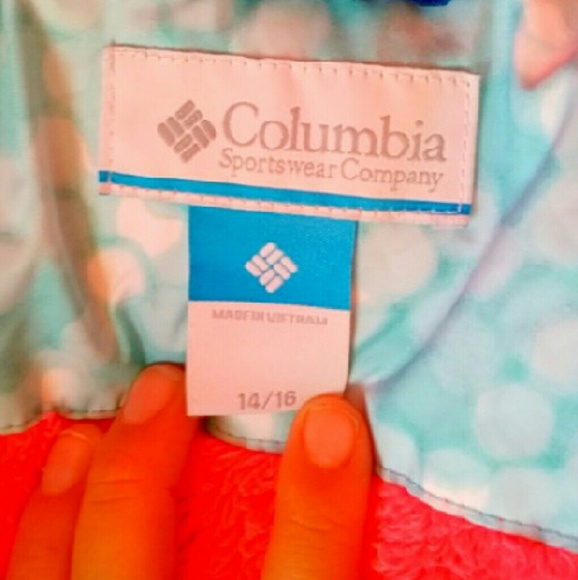 Columbia
Sportswear Company
MADE IN VIETNAM
14/16